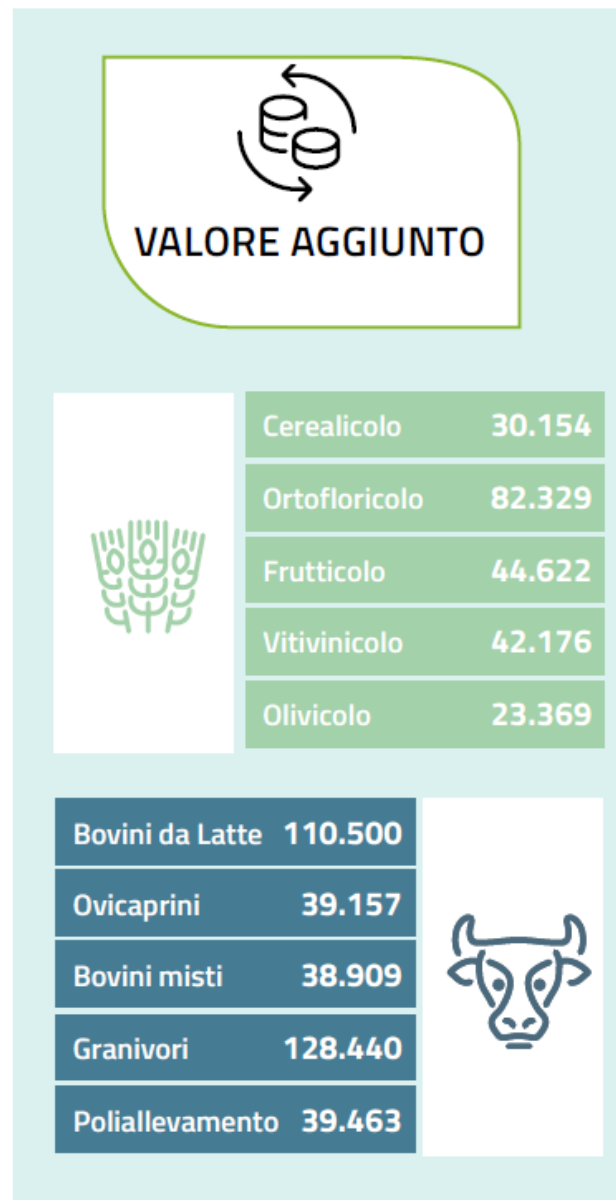 VALORE AGGIUNTO
Cerealicolo 30.154
Ortofloricolo 82.329
Frutticolo 44.622
Vitivinicolo 42.176
Olivicolo 23.369
Bovini da Latte 110.500
Ovicaprini 39.157
Bovini misti 38.909
Granivori 128.440
Poliallevamento 39.463